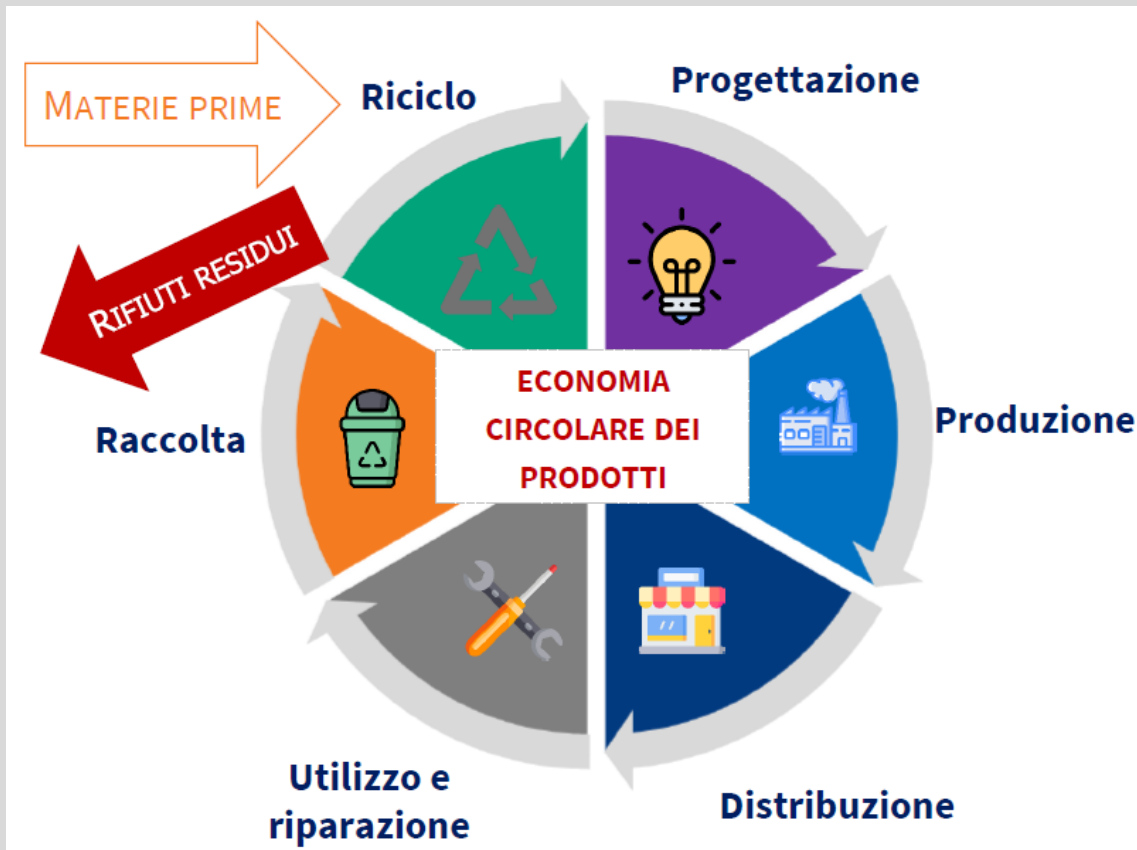 MATERIE PRIME
Riciclo
Progettazione
RIFIUTI RESIDUI
ECONOMIA
CIRCOLARE DEI
PRODOTTI
Raccolta
Produzione
Utilizzo e
riparazione
Distribuzione